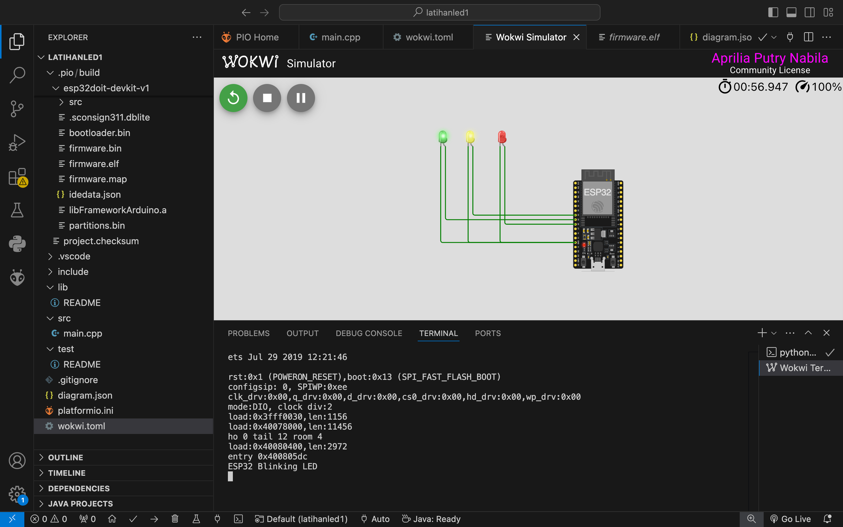 latihanled1
EXPLORER
LATIHANLED1
.pio / build
esp32doit-devkit-v1
src
.sconsign311.dblite
bootloader.bin
firmware.bin
firmware.elf
firmware.map
idedata.json
libFrameworkArduino.a
partitions.bin
project.checksum
.vscode
include
lib
README
src
main.cpp
test
README
.gitignore
diagram.json
platformio.ini
wokwi.toml
OUTLINE
TIMELINE
DEPENDENCIES
JAVA PROJECTS
PIO Home
main.cpp
wokwi.toml
Wokwi Simulator
firmware.elf
diagram.jso
WOKWI Simulator
Aprilia Putry Nabila
Community License
00:56.947 100%
ESP32
PROBLEMS OUTPUT DEBUG CONSOLE TERMINAL PORTS
ets Jul 29 2019 12:21:46
rst:0x1 (POWERON_RESET),boot:0x13 (SPI_FAST_FLASH_BOOT)
configsip: 0, SPIWP:0xee
clk_drv:0x00,q_drv:0x00,d_drv:0x00,cs0_drv:0x00,hd_drv:0x00,wp_drv:0x00
mode:DIO, clock div:2
load:0x3fff0030,len:1156
load:0x40078000,len:11456
ho 0 tail 12 room 4
load:0x40080400,len:2972
entry 0x400805dc
ESP32 Blinking LED
python...
Wokwi Ter...
1
0 0 0 Default (latihanled1) Auto Java: Ready Go Live